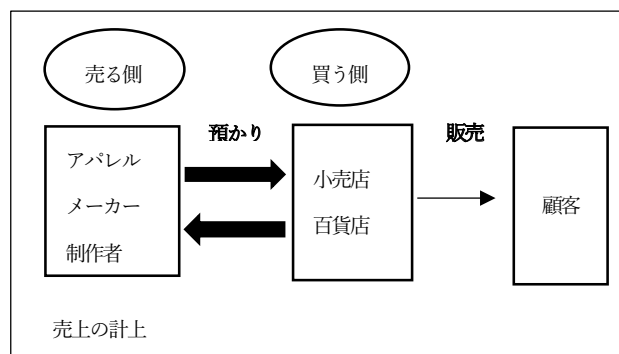 売る側
買う側
預かり
販売
アパレル
メーカー
制作者
小売店
百貨店
顧客
売上の計上